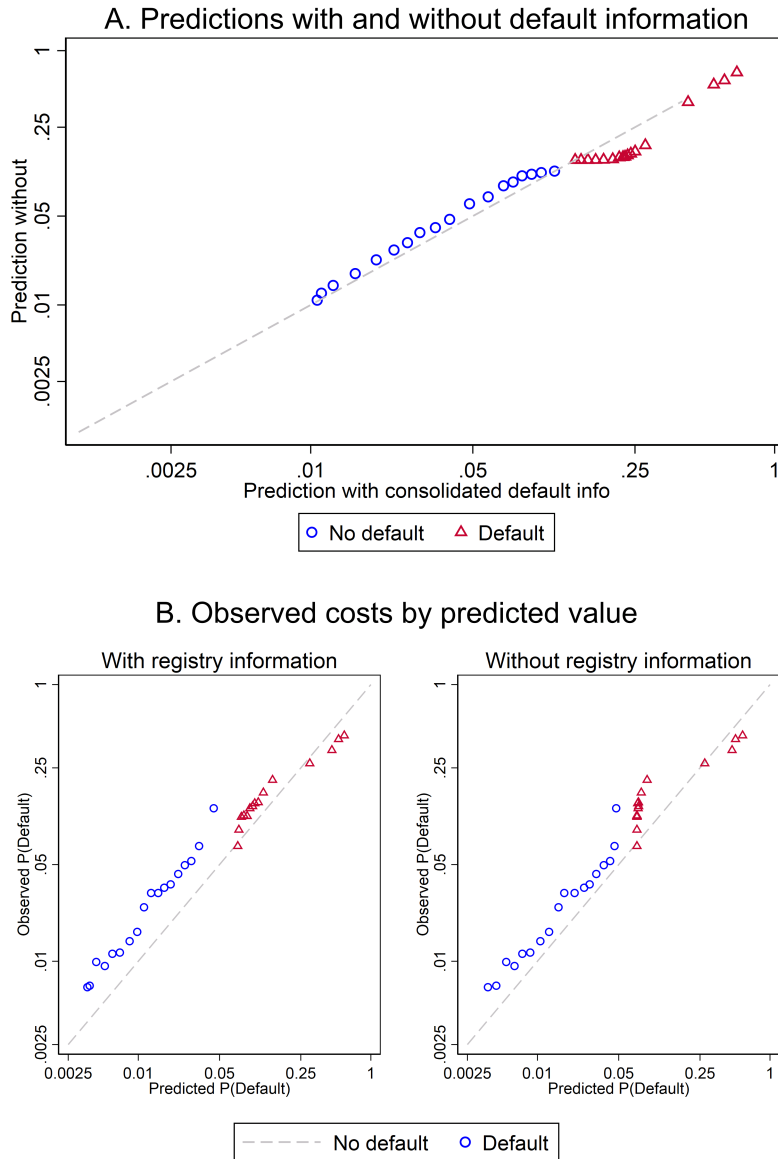 A. Predictions with and without default information
Prediction without
1
.25
.05
.01
.0025
.0025 .01 .05 .25 1
Prediction with consolidated default info
No default Default
B. Observed costs by predicted value
With registry information
Observed P(Default)
1
.25
.05
.01
.0025
0.0025 0.01 0.05 0.25 1
Predicted P(Default)
Without registry information
Observed P(Default)
1
.25
.05
.01
.0025
0.0025 0.01 0.05 0.25 1
Predicted P(Default)
No default Default